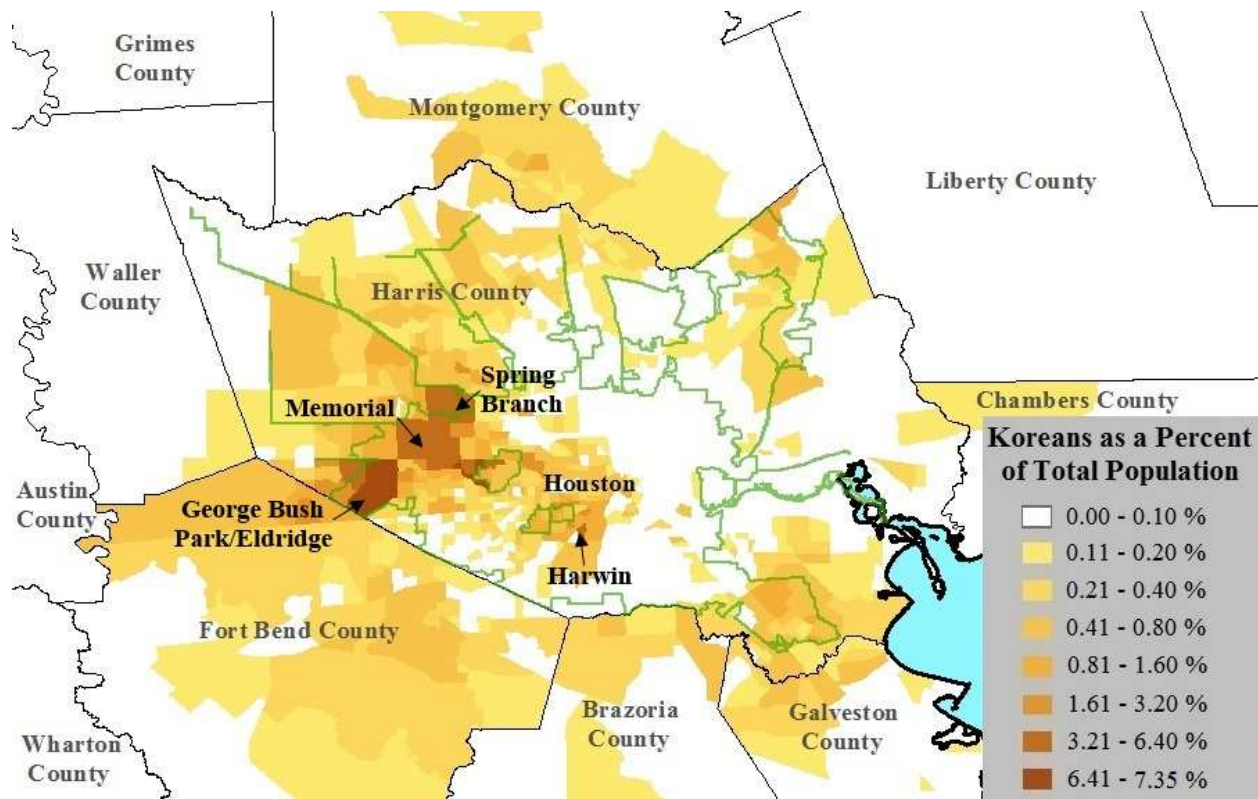 Grimes
County
Montgomery County
Liberty County
Waller
County
Harris County
Spring
Branch
Memorial
Chambers County
Koreans as a Percent
of Total Population
0.00 - 0.10 %
0.11 - 0.20 %
0.21 - 0.40 %
0.41 - 0.80 %
0.81 - 1.60 %
1.61 - 3.20 %
3.21 - 6.40 %
6.41 - 7.35 %
Austin
County
George Bush
Park/Eldridge
Houston
Harwin
Fort Bend County
Brazoria
County
Galveston
County
Wharton
County